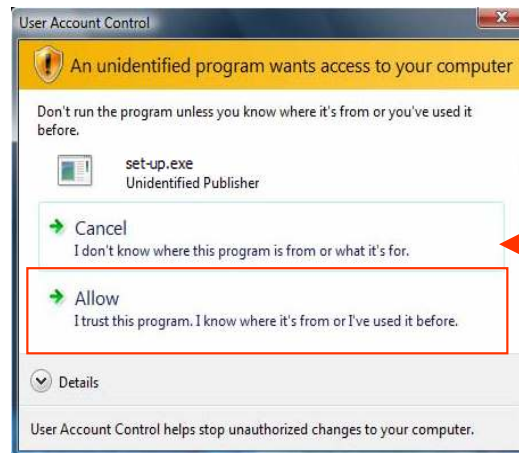 User Account Control
An unidentified program wants access to your computer
Don't run the program unless you know where it's from or you've used it
before.
set-up.exe
Unidentified Publisher
Cancel
I don't know where this program is from or what it's for.
Allow
I trust this program. I know where it's from or I've used it before.
Details
User Account Control helps stop unauthorized changes to your computer.